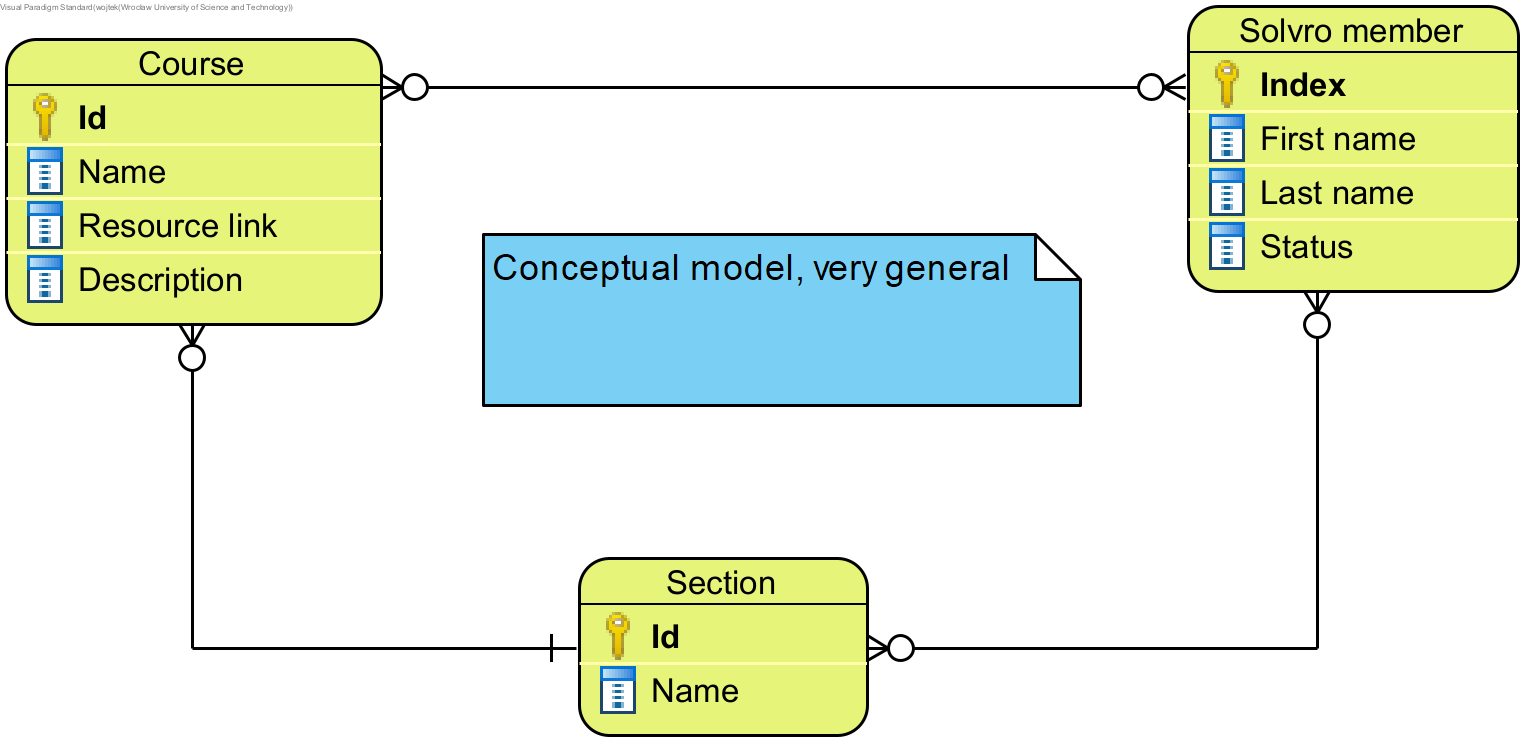 Visual Paradigm Standard(wojtek(Wroclaw University of Science and Technology))
Course
Id
Name
Resource link
Description
Solvro member
Index
First name
Last name
Status
Conceptual model, very general
Section
Id
Name